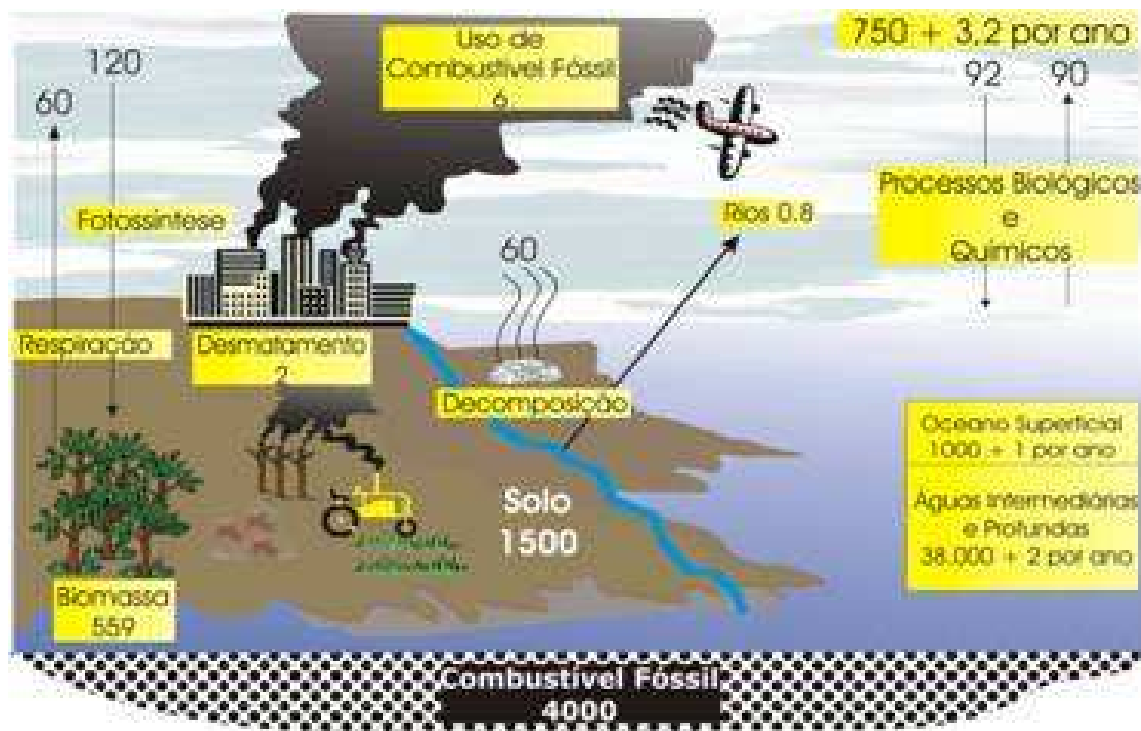 750 + 3.2 por ano
Uso de
Combustível Fóssil
6
120
60
92 90
Fotossíntese
Processos Biológicos
e
Químicos
Rios 0.8
60
Respiração
Desmatamento
2
Decomposição
Oceano Superficial
1000 + 1 por ano
Águas Intermediárias
e Profundas
38.000 + 2 por ano
Solo
1500
Biomassa
559
Combustível Fóssil
4000